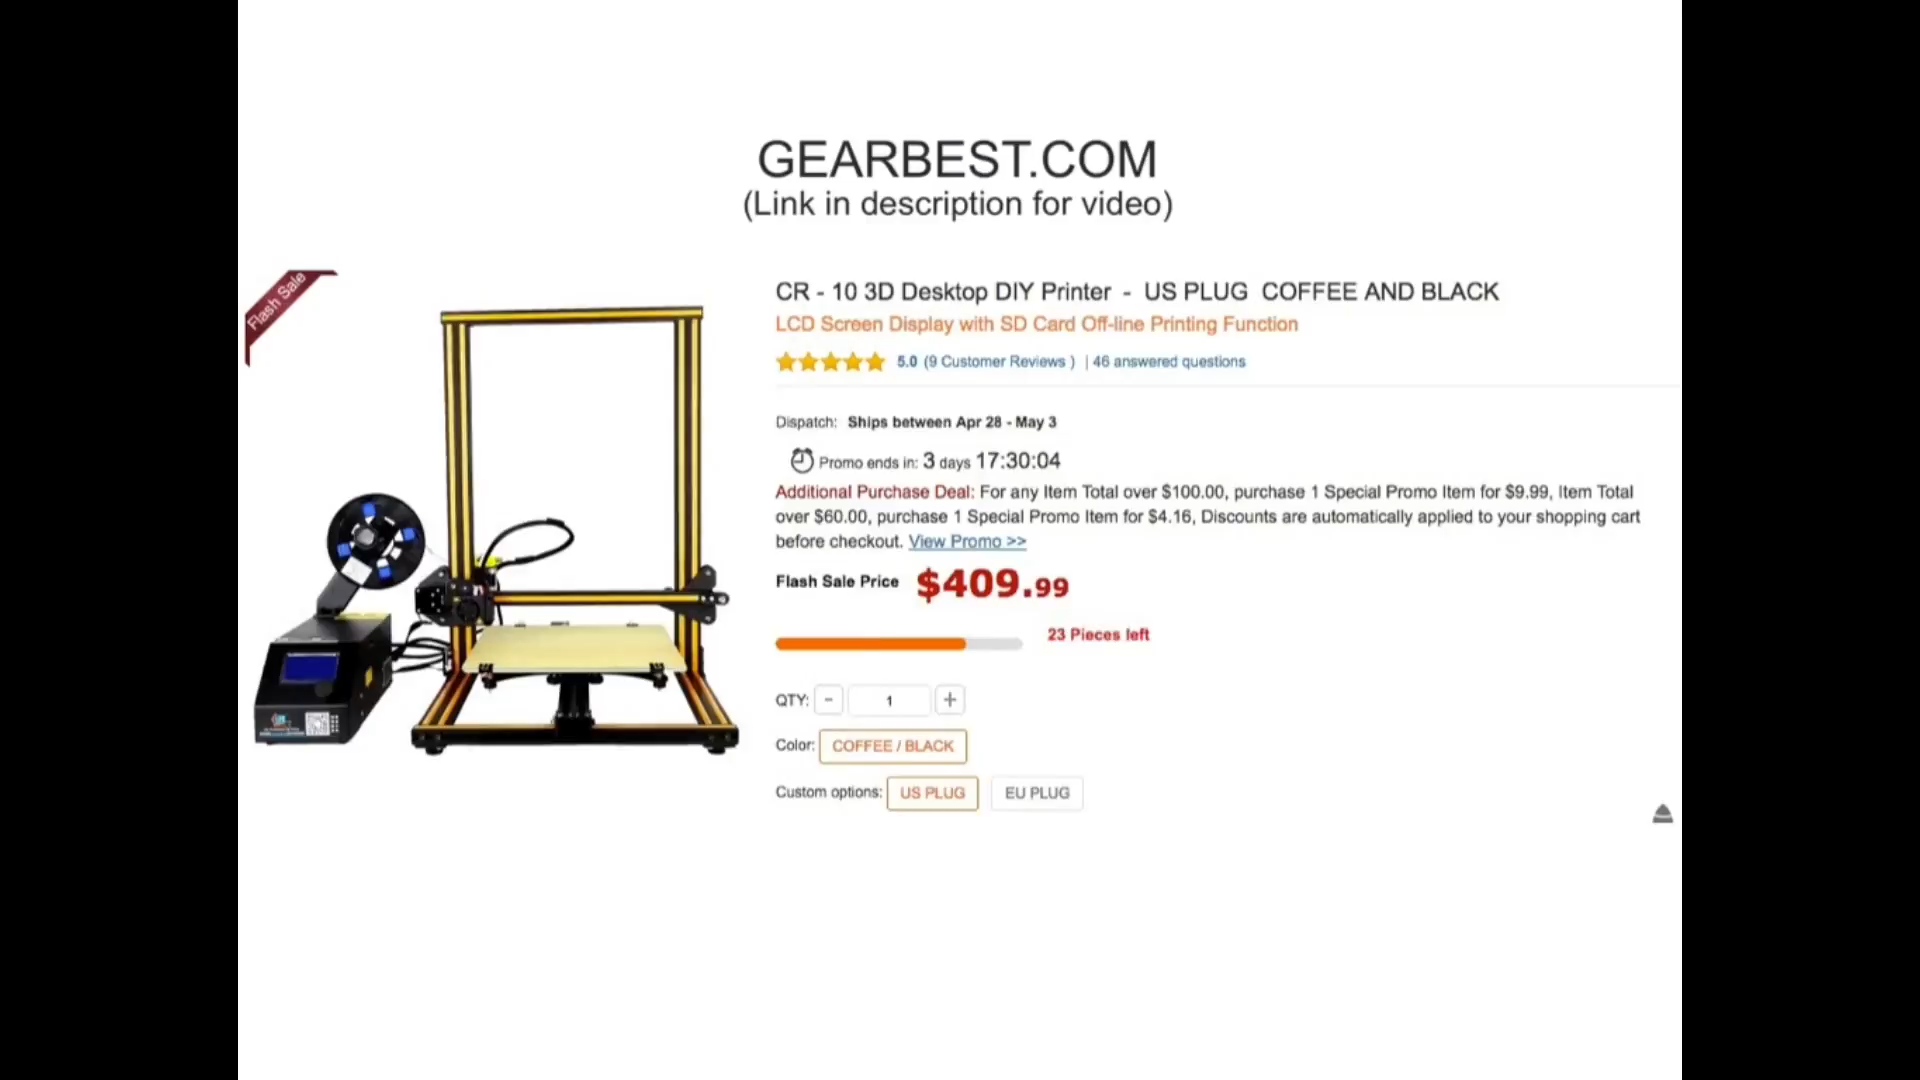 GEARBEST.COM
(Link in description for video)
Flash Sale
CR - 10 3D Desktop DIY Printer - US PLUG COFFEE AND BLACK
LCD Screen Display with SD Card Off-line Printing Function
5.0 (9 Customer Reviews ) | 46 answered questions
Dispatch: Ships between Apr 28 - May 3
Promo ends in: 3 days 17:30:04
Additional Purchase Deal: For any Item Total over $100.00, purchase 1 Special Promo Item for $9.99, Item Total
over $60.00, purchase 1 Special Promo Item for $4.16, Discounts are automatically applied to your shopping cart
before checkout. View Promo >>
Flash Sale Price $409.99
23 Pieces left
QTY: - 1 +
Color: COFFEE / BLACK
Custom options: US PLUG EU PLUG